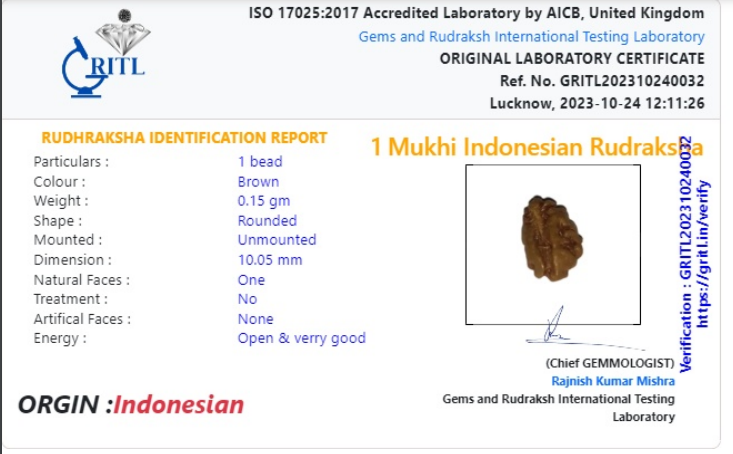 ISO 17025:2017 Accredited Laboratory by AICB, United Kingdom
Gems and Rudraksh International Testing Laboratory
ORIGINAL LABORATORY CERTIFICATE
Ref. No. GRITL202310240032
Lucknow, 2023-10-24 12:11:26
GRITL
RUDHRAKSHA IDENTIFICATION REPORT
Particulars : 1 bead
Colour : Brown
Weight : 0.15 gm
Shape : Rounded
Mounted : Unmounted
Dimension : 10.05 mm
Natural Faces : One
Treatment : No
Artifical Faces : None
Energy : Open & verry good
ORGIN :Indonesian
1 Mukhi Indonesian Rudraksha
Verification : GRITL202310240032
https://gritl.in/verify
(Chief GEMMOLOGIST)
Rajnish Kumar Mishra
Gems and Rudraksh International Testing
Laboratory